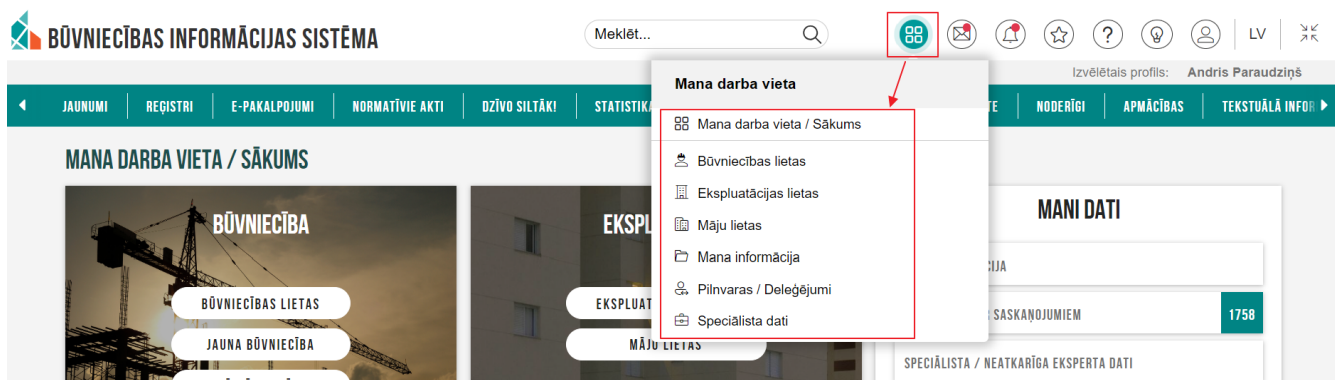 BŪVNIECĪBAS INFORMĀCIJAS SISTĒMA
Meklēt...
LV
Izvēlētais profils: Andris Paraudziņš
JAUNUMI REĢISTRI E-PAKALPOJUMI NORMATĪVIE AKTI DZĪVO SILTĀK! STATISTIKA NODERĪGI APMĀCĪBAS TEKSTUĀLĀ INFOR
Mana darba vieta
Mana darba vieta / Sākums
Būvniecības lietas
Ekspluatācijas lietas
Māju lietas
Mana informācija
Pilnvaras / Deleģējumi
Speciālista dati
MANA DARBA VIETA / SĀKUMS
BŪVNIECĪBA
BŪVNIECĪBAS LIETAS
JAUNA BŪVNIECĪBA
EKSPL
EKSPLUAT
MĀJU LIETAS
MANI DATI
CIJA
SASKAŅOJUMIEM 1758
SPECIĀLISTA / NEATKARĪGA EKSPERTA DATI